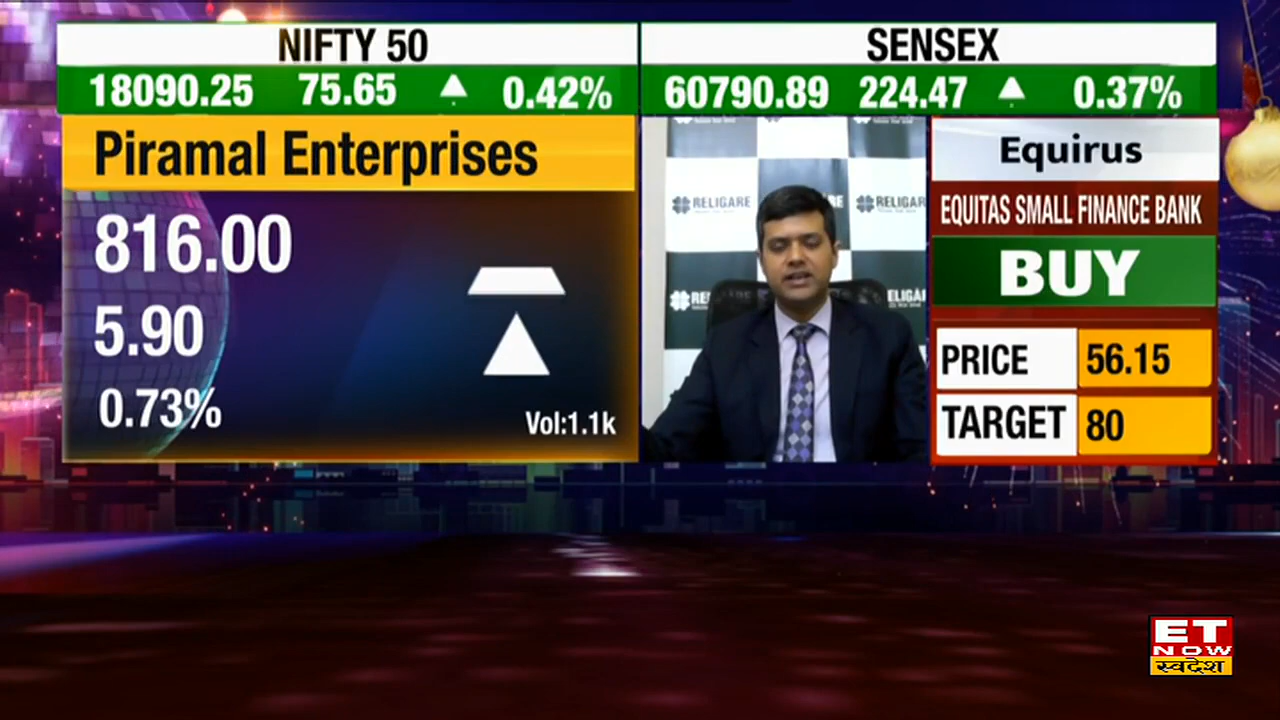 NIFTY 50
18090.25 75.65 0.42%
SENSEX
60790.89 224.47 0.37%
Piramal Enterprises
816.00
5.90
0.73%
Vol:1.1k
RELIGARE
RELIGAR
RELIGA
Equirus
EQUITAS SMALL FINANCE BANK
BUY
PRICE 56.15
TARGET 80
ET
NOW
स्वदेश